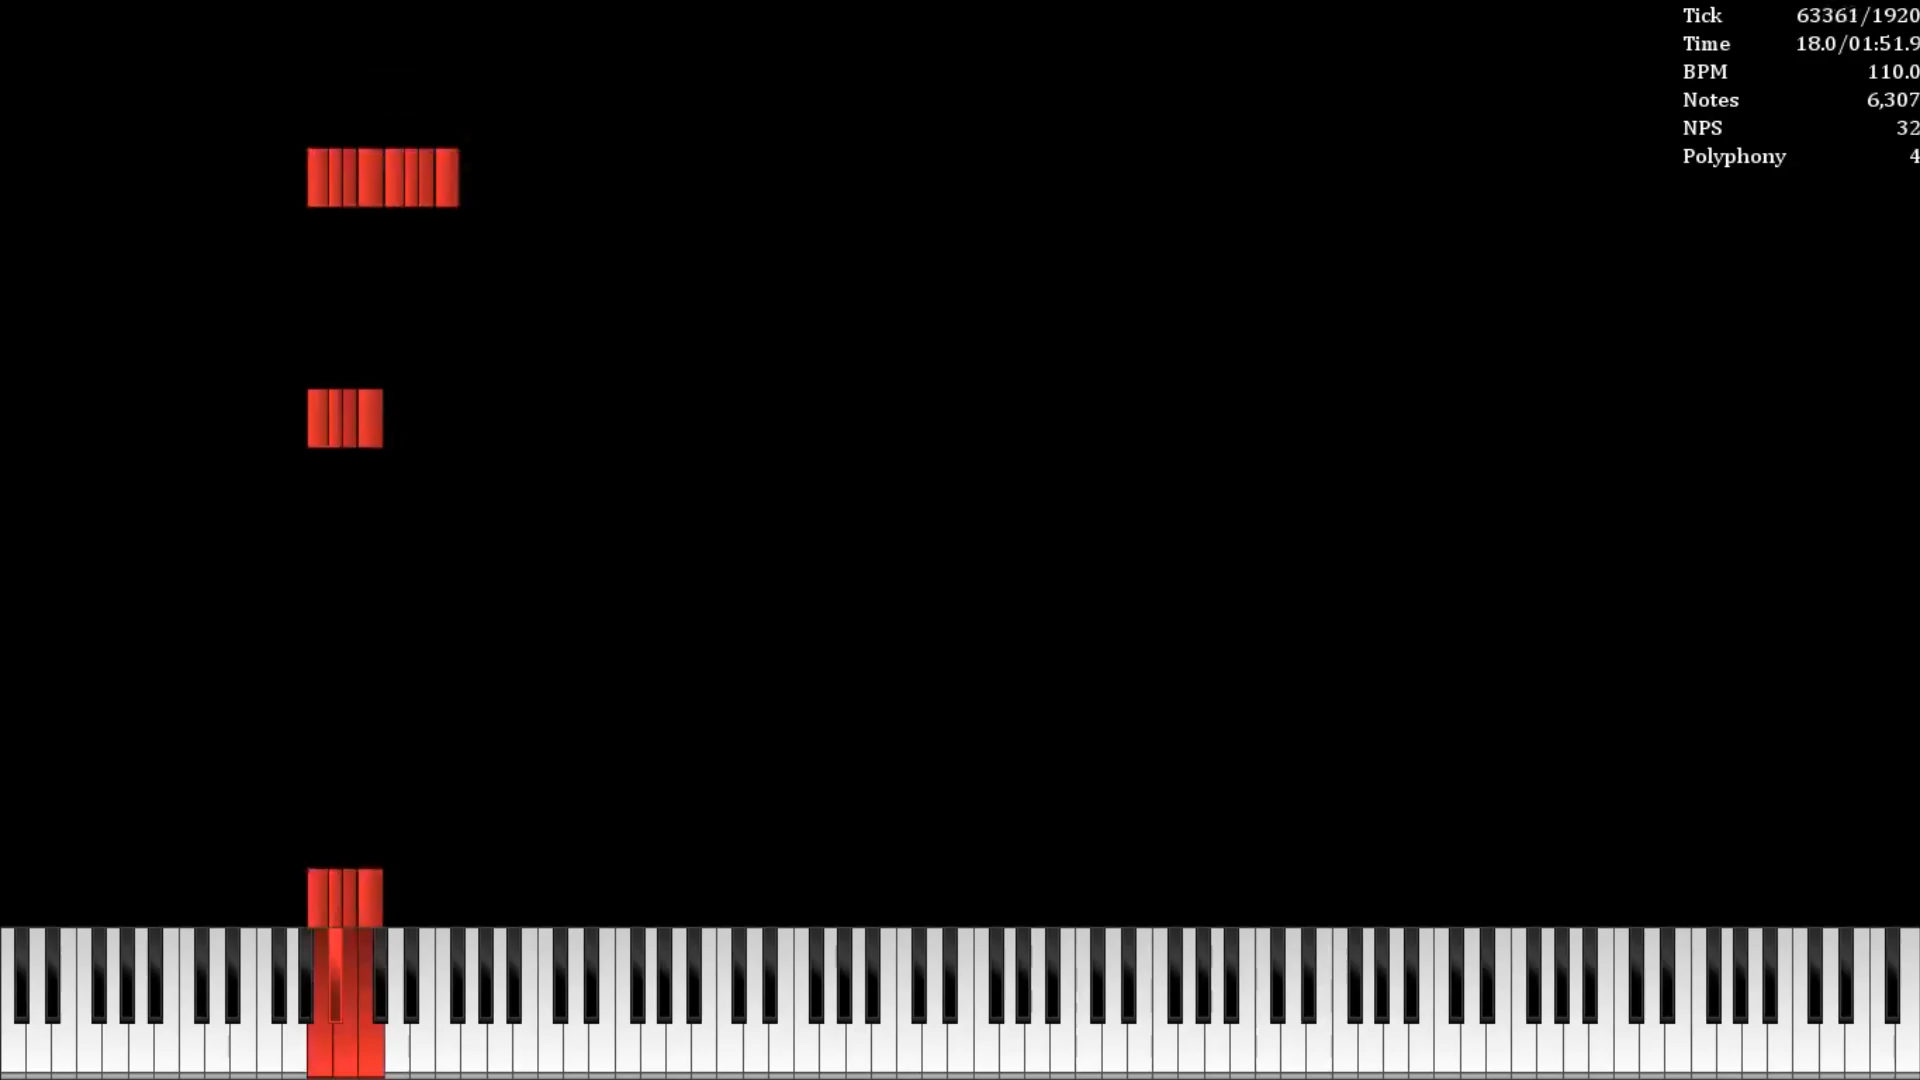 Tick 63361/1920
Time 18.0/01:51.9
BPM 110.0
Notes 6,307
NPS 32
Polyphony 4